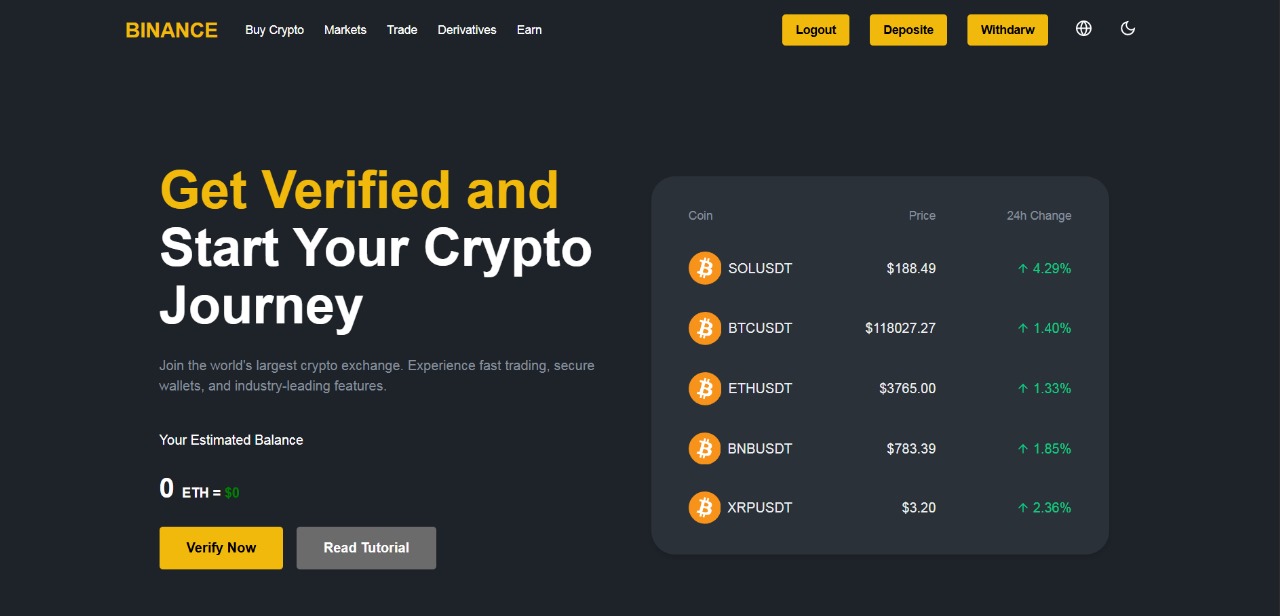 BINANCE Buy Crypto Markets Trade Derivatives Earn Logout Deposite Withdarw
Get Verified and
Start Your Crypto
Journey
Join the world's largest crypto exchange. Experience fast trading, secure
wallets, and industry-leading features.
Your Estimated Balance
0 ETH = $0
Verify Now Read Tutorial
Coin Price 24h Change
SOLUSDT $188.49 ↑ 4.29%
BTCUSDT $118027.27 ↑ 1.40%
ETHUSDT $3765.00 ↑ 1.33%
BNBUSDT $783.39 ↑ 1.85%
XRPUSDT $3.20 ↑ 2.36%